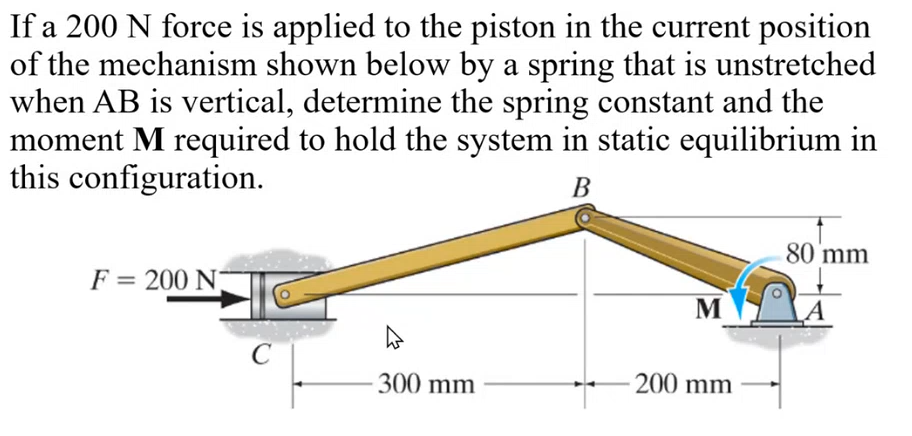 If a 200 N force is applied to the piston in the current position
of the mechanism shown below by a spring that is unstretched
when AB is vertical, determine the spring constant and the
moment M required to hold the system in static equilibrium in
this configuration.
B
80 mm
F = 200 N
M
A
C
300 mm
200 mm